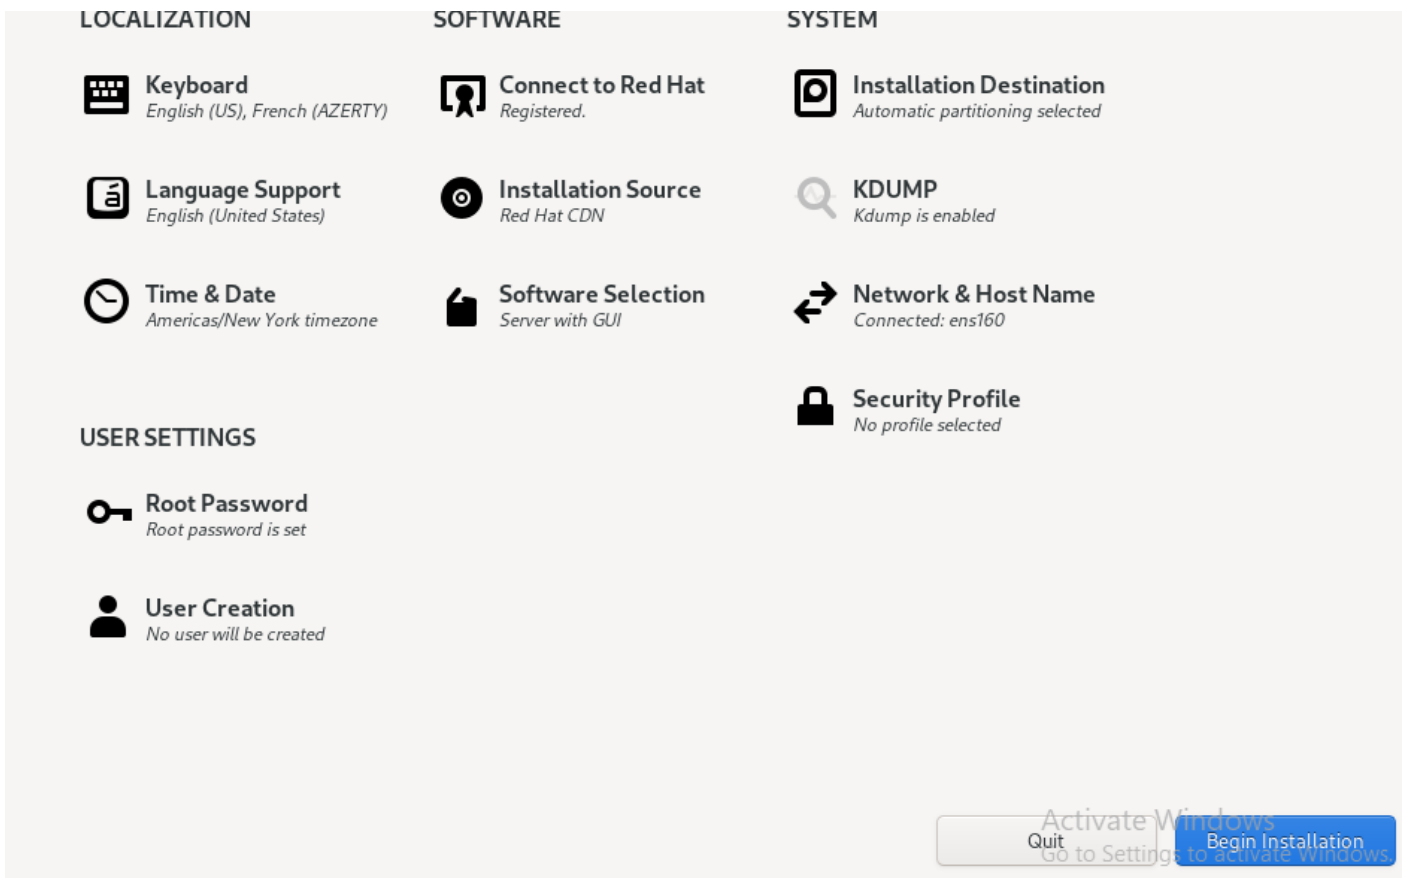 LOCALIZATION
Keyboard
English (US), French (AZERTY)
Language Support
English (United States)
Time & Date
Americas/New York timezone
USER SETTINGS
Root Password
Root password is set
User Creation
No user will be created
SOFTWARE
Connect to Red Hat
Registered.
Installation Source
Red Hat CDN
Software Selection
Server with GUI
SYSTEM
Installation Destination
Automatic partitioning selected
KDUMP
Kdump is enabled
Network & Host Name
Connected: ens160
Security Profile
No profile selected
Activate Windows
Go to Settings to activate Windows.
Quit
Begin Installation